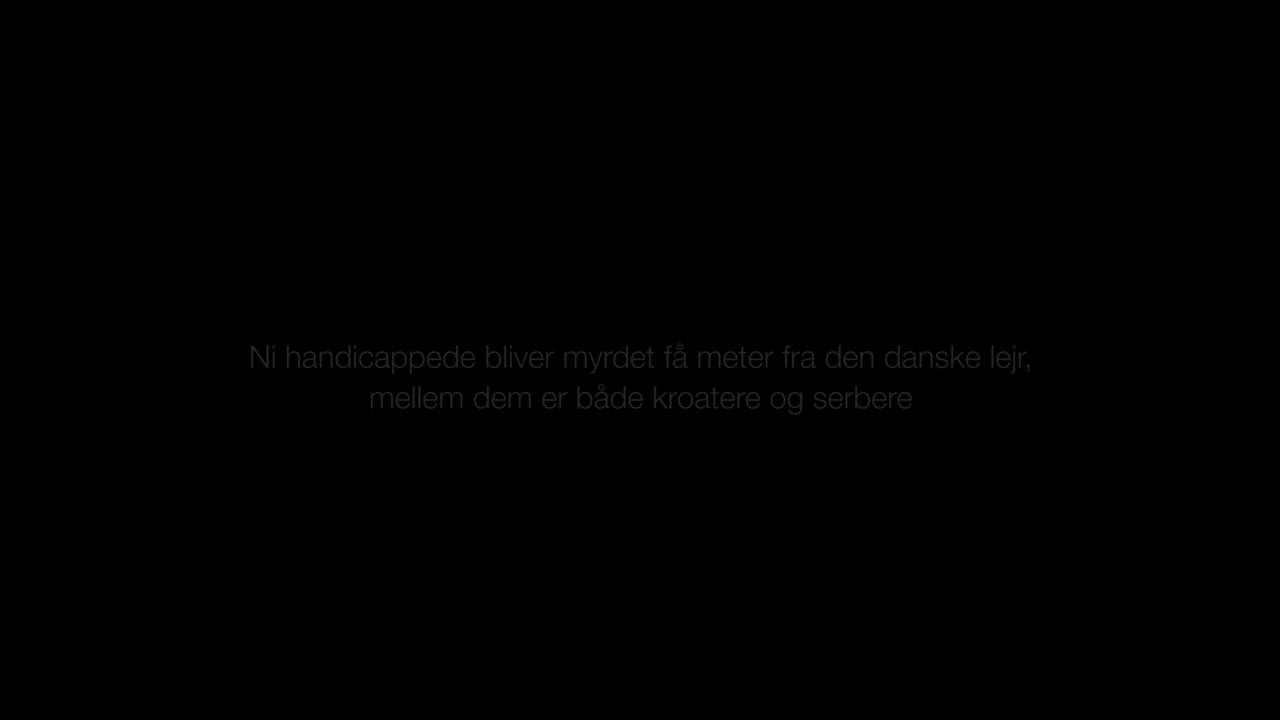 Ni handicappede bliver myrdet få meter fra den danske lejr,
mellem dem er både kroatere og serbere